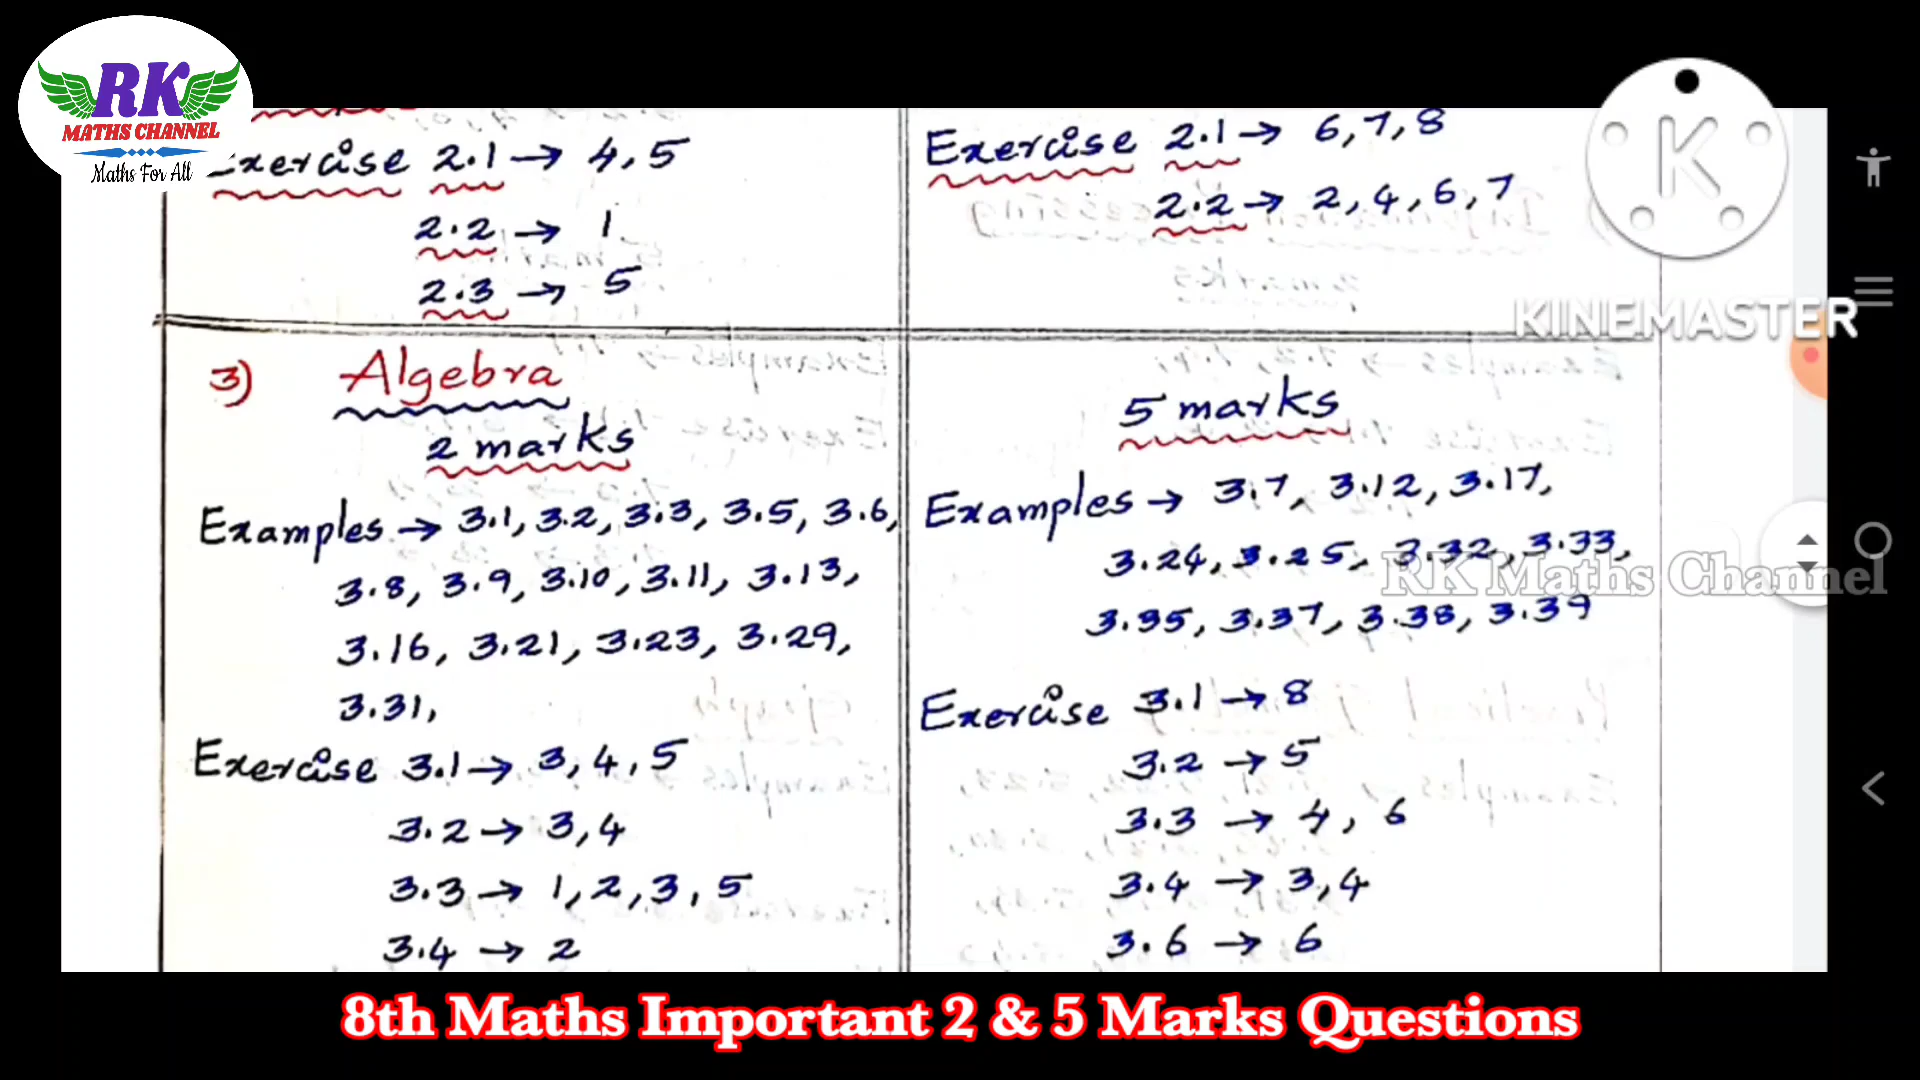 RK
MATHS CHANNEL
Maths For All
Exercise 2.1 → 4, 5
2.2 → 1
2.3 → 5
Exercise 2.1 → 6, 7, 8
2.2 → 2, 4, 6, 7
K
KINEMASTER
3) Algebra
2 marks
Examples → 3.1, 3.2, 3.3, 3.5, 3.6,
3.8, 3.9, 3.10, 3.11, 3.13,
3.16, 3.21, 3.23, 3.29,
3.31,
Exercise 3.1 → 3, 4, 5
3.2 → 3, 4
3.3 → 1, 2, 3, 5
3.4 → 2
5 marks
Examples → 3.7, 3.12, 3.17,
3.24, 3.25, 3.32, 3.33,
RK Maths Channel
3.35, 3.37, 3.38, 3.39
Exercise 3.1 → 8
3.2 → 5
3.3 → 4, 6
3.4 → 3, 4
3.6 → 6
8th Maths Important 2 & 5 Marks Questions